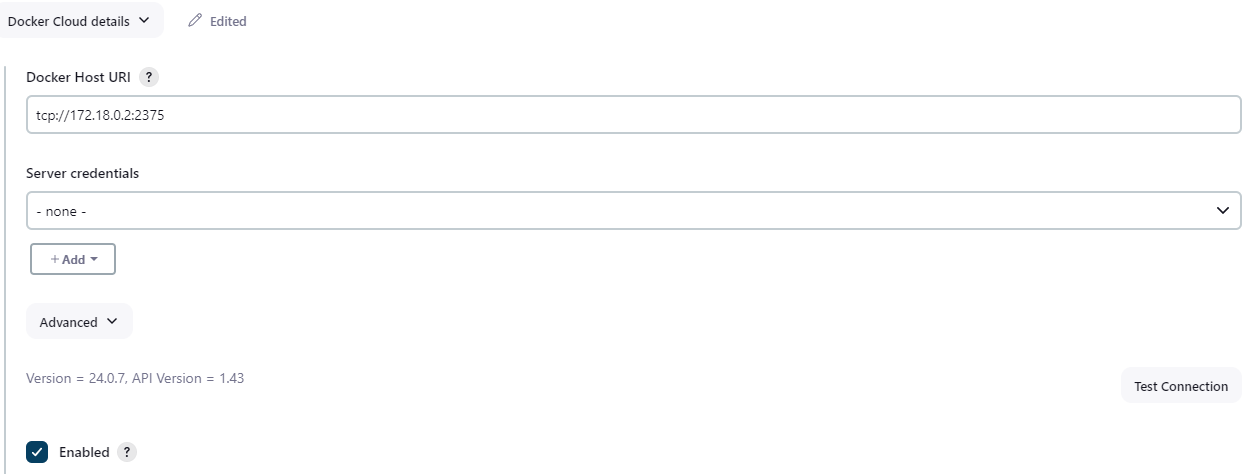 Docker Cloud details
Edited
Docker Host URI ?
tcp://172.18.0.2:2375
Server credentials
- none -
+ Add
Advanced
Version = 24.0.7, API Version = 1.43
Test Connection
Enabled ?